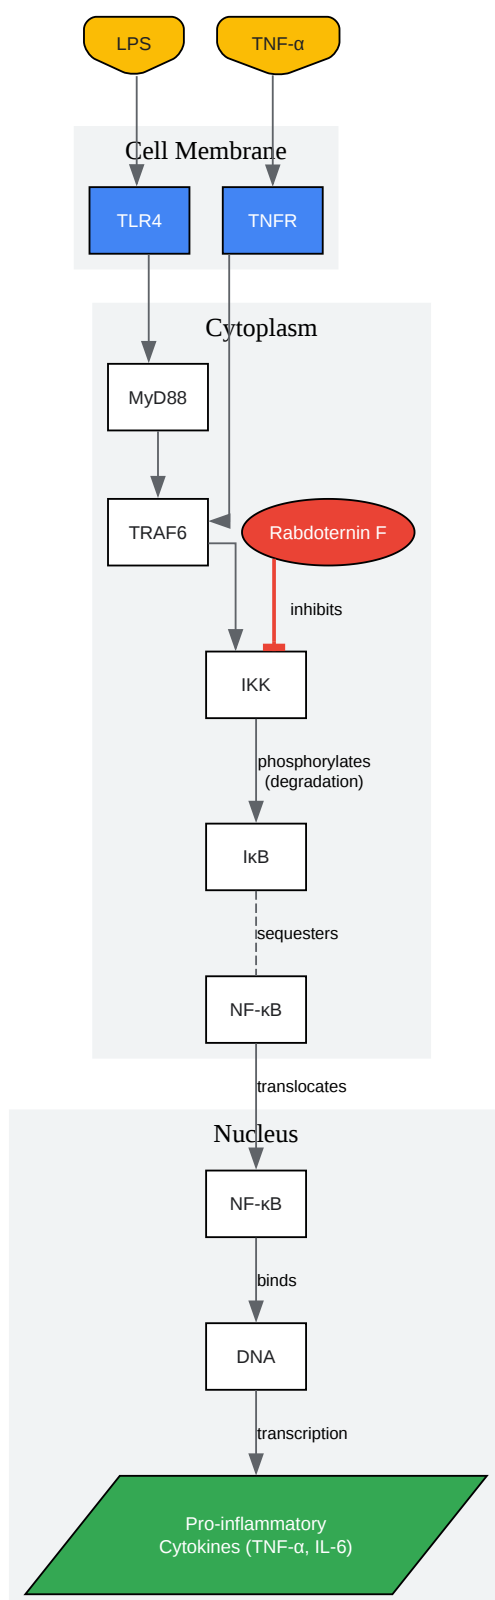 LPS
TNF-α
Cell Membrane
TLR4
TNFR
Cytoplasm
MyD88
TRAF6
Rabdoternin F
inhibits
IKK
phosphorylates
(degradation)
IκB
sequesters
NF-κB
translocates
Nucleus
NF-κB
binds
DNA
transcription
Pro-inflammatory
Cytokines (TNF-α, IL-6)